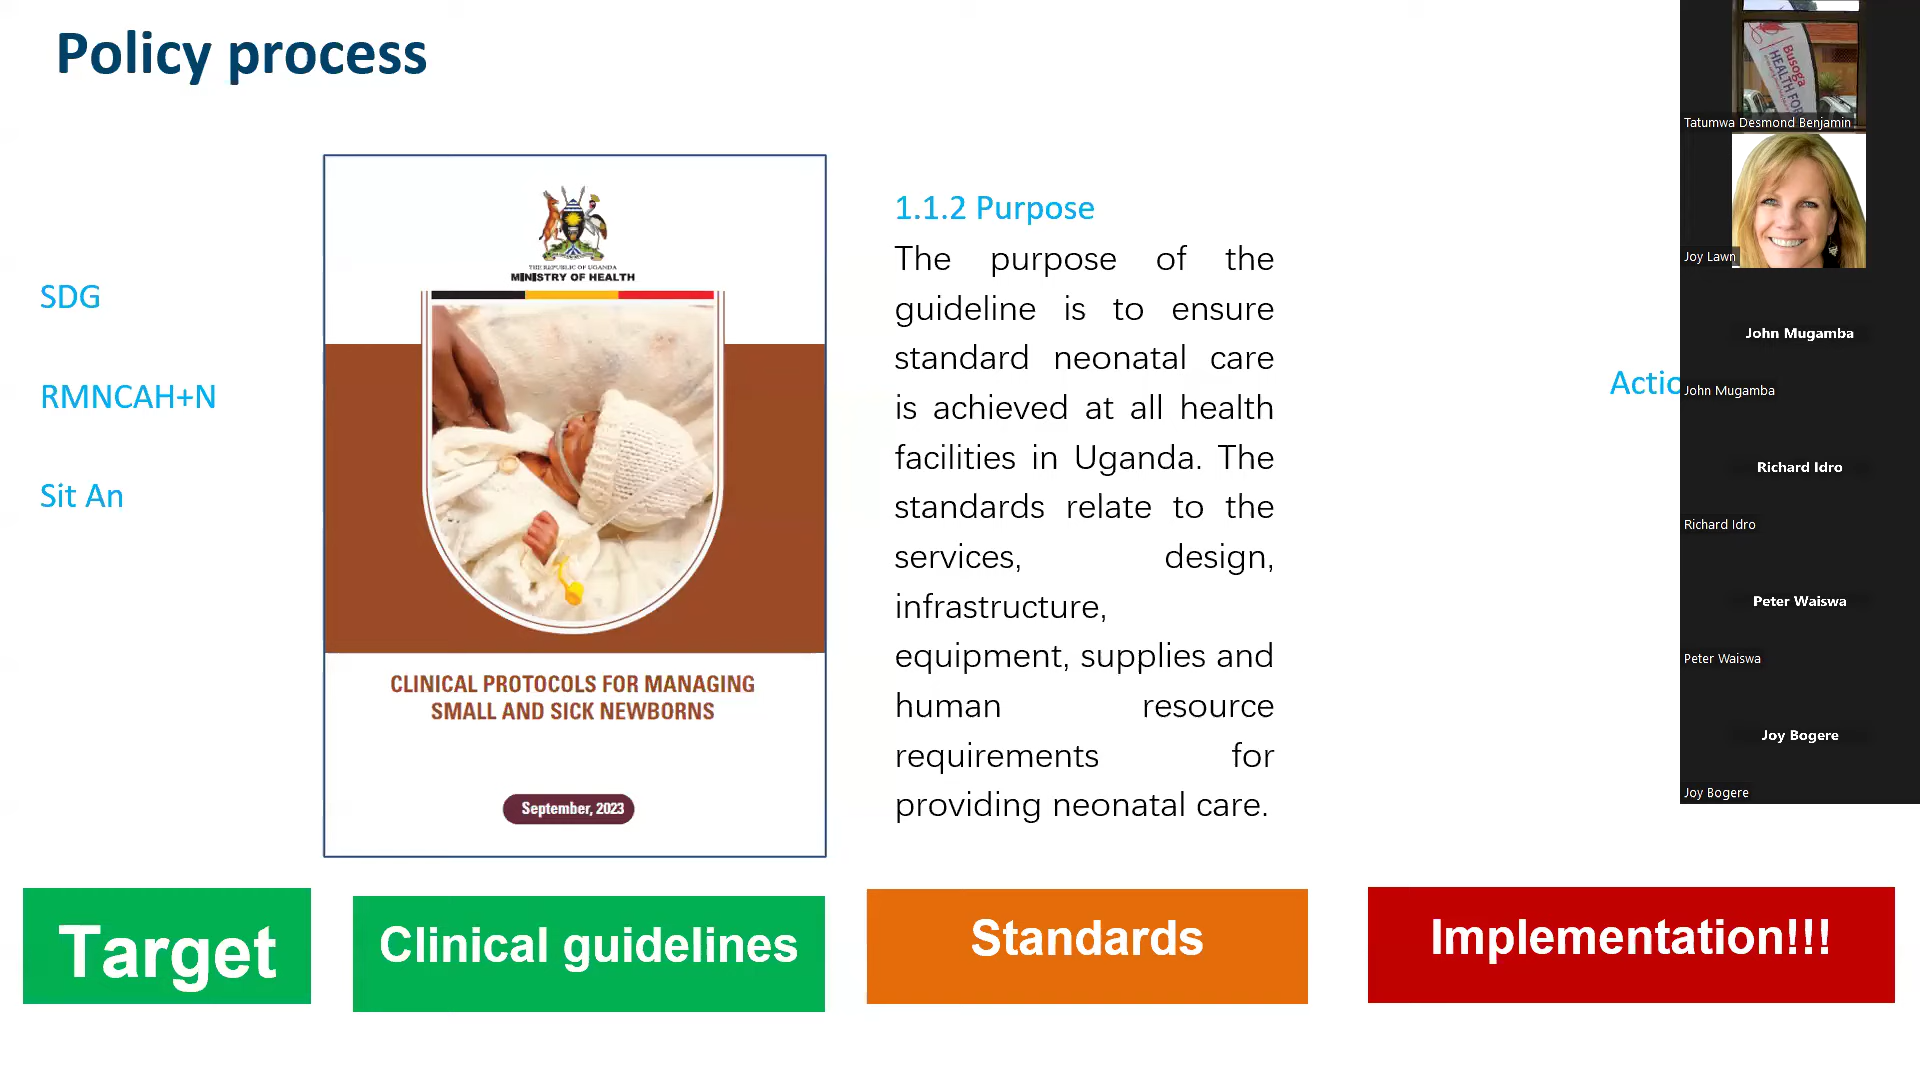 Policy process
SDG
RMNCAH+N
Sit An
THE REPUBLIC OF UGANDA
MINISTRY OF HEALTH
CLINICAL PROTOCOLS FOR MANAGING
SMALL AND SICK NEWBORNS
September, 2023
1.1.2 Purpose
The purpose of the
guideline is to ensure
standard neonatal care
is achieved at all health
facilities in Uganda. The
standards relate to the
services, design,
infrastructure,
equipment, supplies and
human resource
requirements for
providing neonatal care.
Actio
Target
Clinical guidelines
Standards
Implementation!!!
Busoga
HEALTH FOR
Tatumwa Desmond Benjamin
Joy Lawn
John Mugamba
John Mugamba
Richard Idro
Richard Idro
Peter Waiswa
Peter Waiswa
Joy Bogere
Joy Bogere